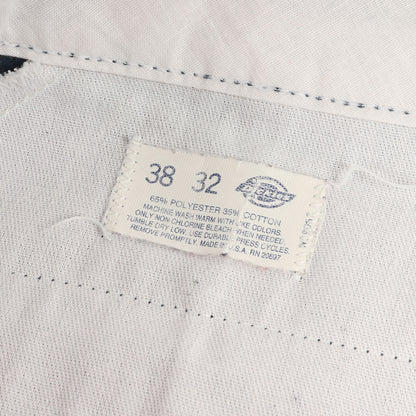 38 32
Dickies
65% POLYESTER 35% COTTON
MACHINE WASH WARM WITH LIKE COLORS.
ONLY NON CHLORINE BLEACH WHEN NEEDED.
TUMBLE DRY LOW. USE DURABLE PRESS CYCLES.
REMOVE PROMPTLY. MADE IN U.S.A. RN 20697